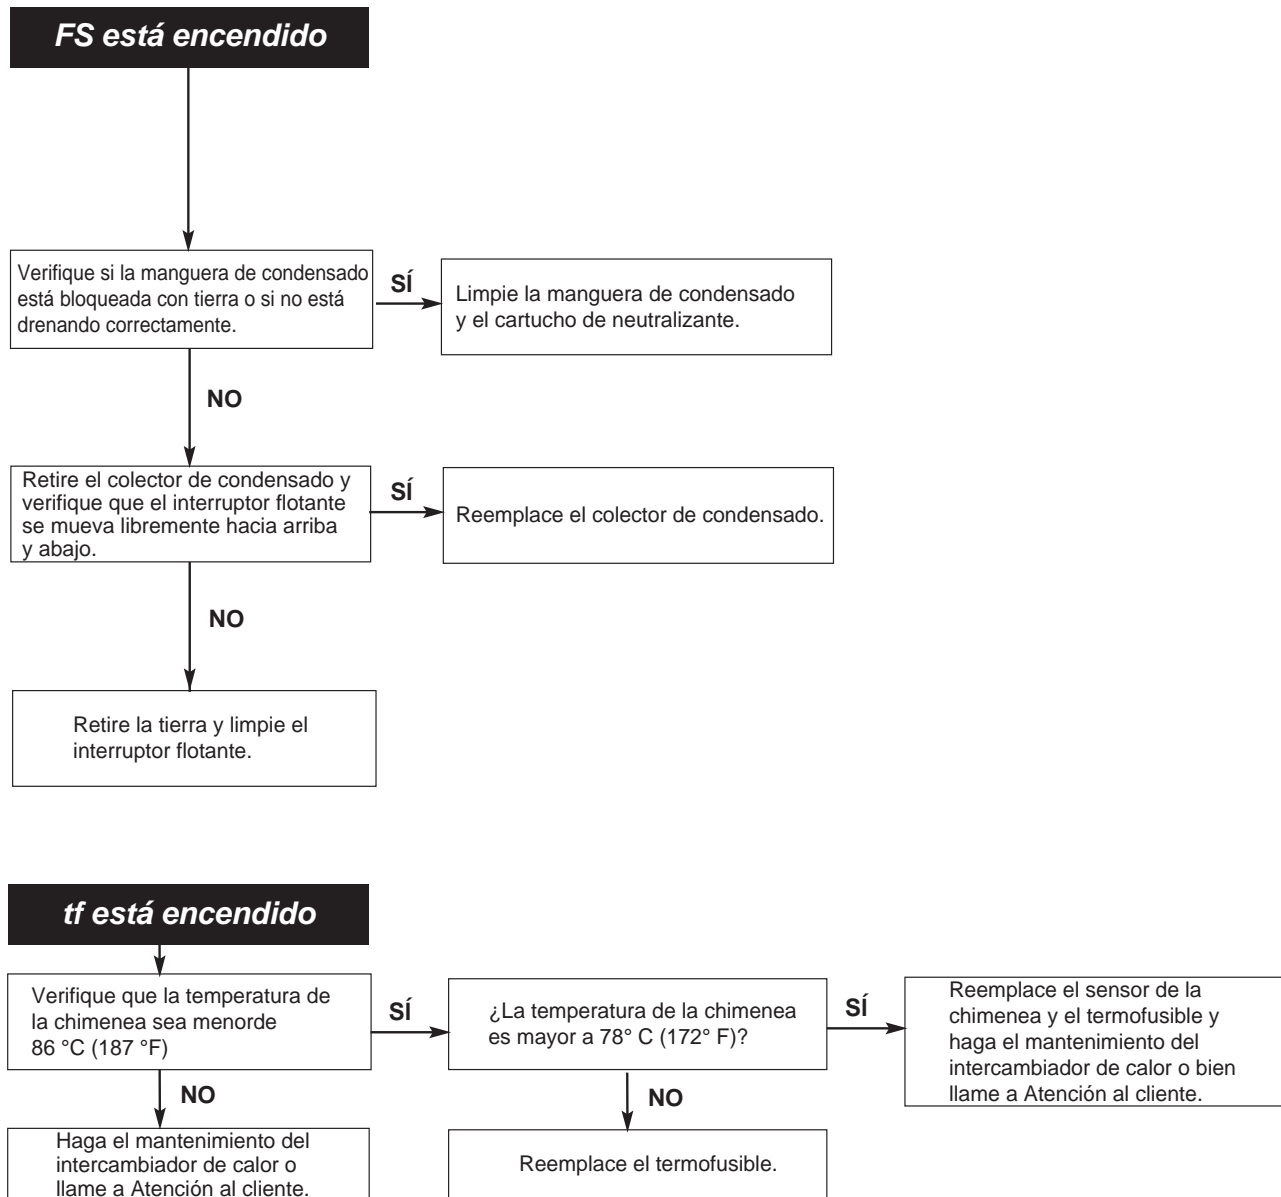 FS está encendido
Verifique si la manguera de condensado
está bloqueada con tierra o si no está
drenando correctamente.
SÍ
Limpie la manguera de condensado
y el cartucho de neutralizante.
NO
Retire el colector de condensado y
verifique que el interruptor flotante
se mueva libremente hacia arriba
y abajo.
SÍ
Reemplace el colector de condensado.
NO
Retire la tierra y limpie el
interruptor flotante.
tf está encendido
Verifique que la temperatura de
la chimenea sea menorde
86 °C (187 °F)
SÍ
¿La temperatura de la chimenea
es mayor a 78° C (172° F)?
SÍ
Reemplace el sensor de la
chimenea y el termofusible y
haga el mantenimiento del
intercambiador de calor o bien
llame a Atención al cliente.
NO
Haga el mantenimiento del
intercambiador de calor o
llame a Atención al cliente.
NO
Reemplace el termofusible.